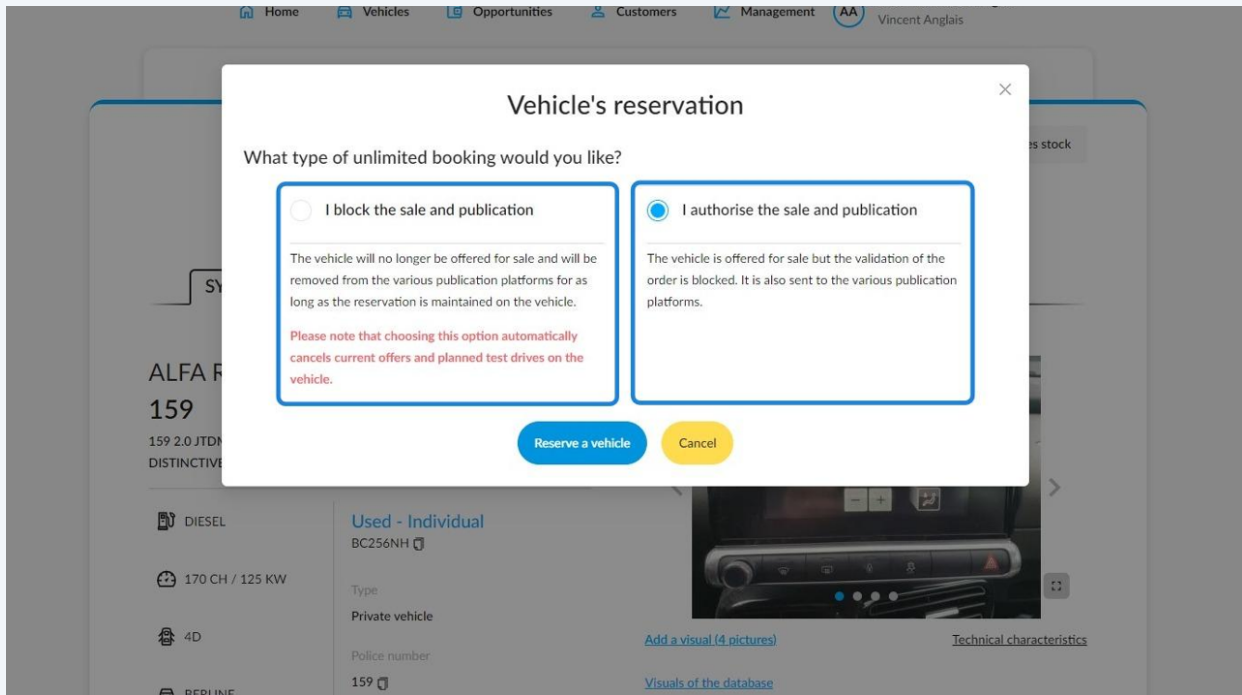 Home Vehicles Opportunities Customers Management AA
Vincent Anglais
Vehicle's reservation
es stock
What type of unlimited booking would you like?
I block the sale and publication
The vehicle will no longer be offered for sale and will be
removed from the various publication platforms for as
long as the reservation is maintained on the vehicle.
Please note that choosing this option automatically
cancels current offers and planned test drives on the
vehicle.
I authorise the sale and publication
The vehicle is offered for sale but the validation of the
order is blocked. It is also sent to the various publication
platforms.
Reserve a vehicle
Cancel
SY
ALFA R
159
159 2.0 JTDM
DISTINCTIVE
DIESEL
170 CH / 125 KW
4D
BERLINE
Used - Individual
BC256NH
Type
Private vehicle
Police number
159
Add a visual (4 pictures)
Technical characteristics
Visuals of the database